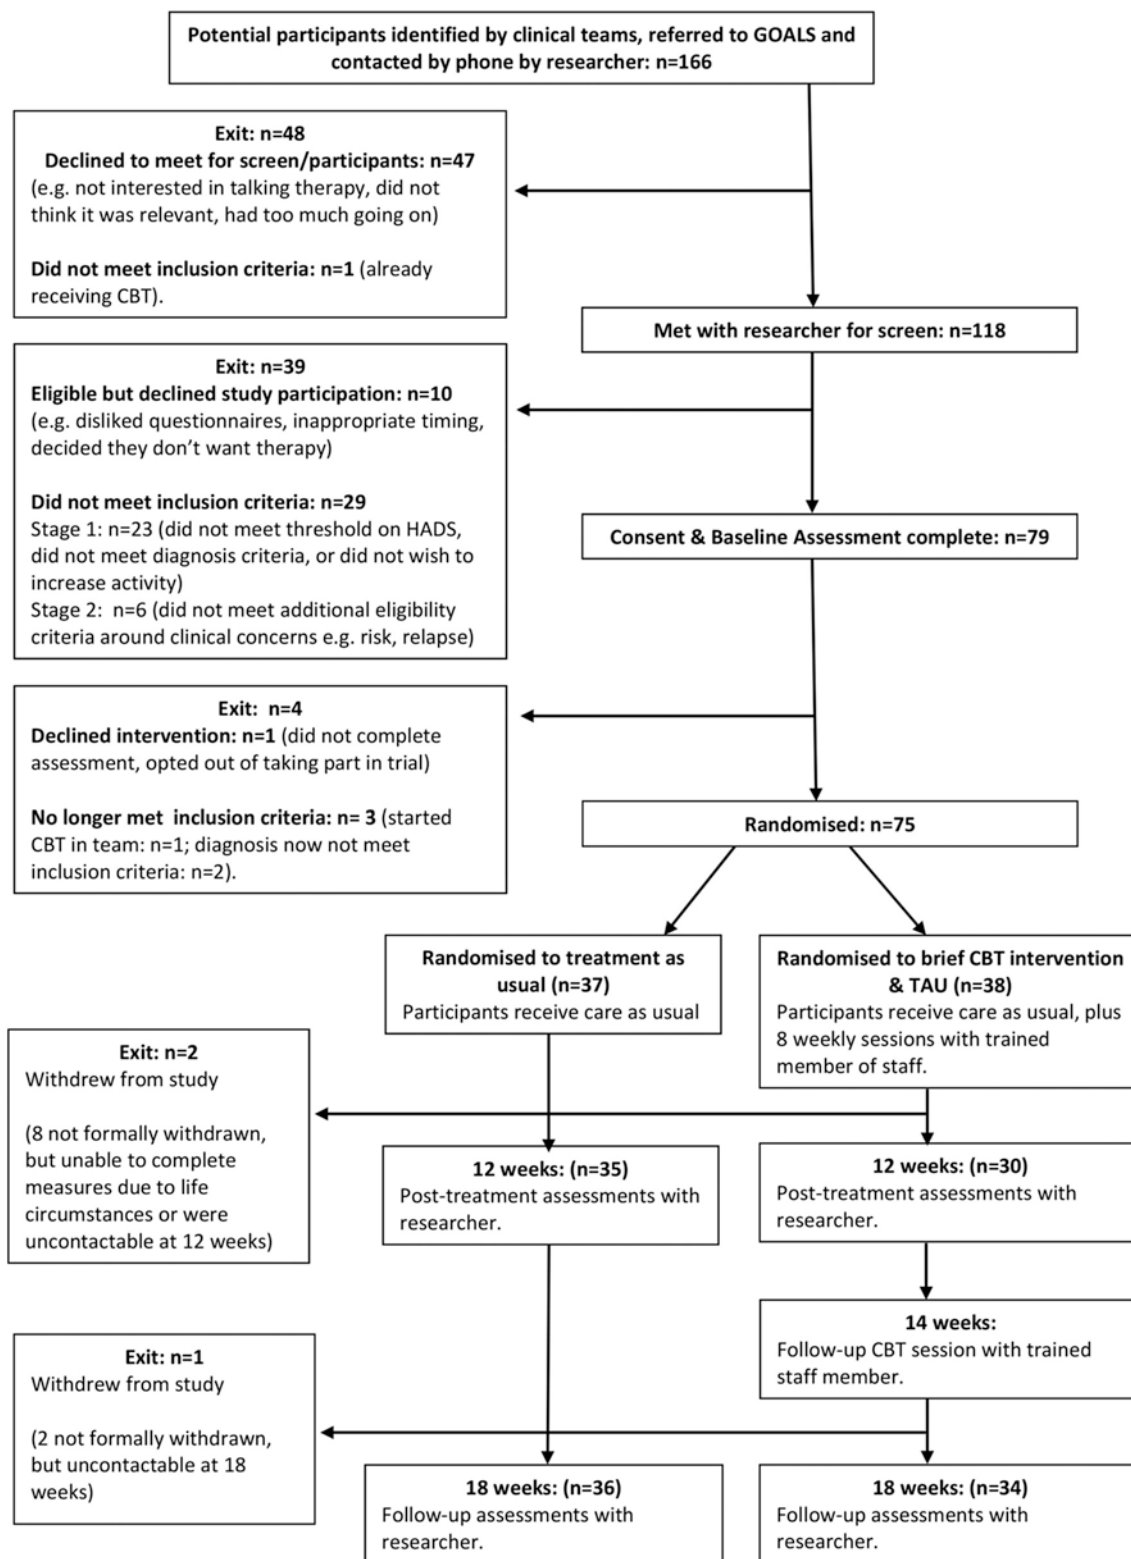 Potential participants identified by clinical teams, referred to GOALS and
contacted by phone by researcher: n=166
Exit: n=48
Declined to meet for screen/participants: n=47
(e.g. not interested in talking therapy, did not
think it was relevant, had too much going on)
Did not meet inclusion criteria: n=1 (already
receiving CBT).
Met with researcher for screen: n=118
Exit: n=39
Eligible but declined study participation: n=10
(e.g. disliked questionnaires, inappropriate timing,
decided they don’t want therapy)
Did not meet inclusion criteria: n=29
Stage 1: n=23 (did not meet threshold on HADS,
did not meet diagnosis criteria, or did not wish to
increase activity)
Stage 2:  n=6 (did not meet additional eligibility
criteria around clinical concerns e.g. risk, relapse)
Consent & Baseline Assessment complete: n=79
Exit:  n=4
Declined intervention: n=1 (did not complete
assessment, opted out of taking part in trial)
No longer met  inclusion criteria: n= 3 (started
CBT in team: n=1; diagnosis now not meet
inclusion criteria: n=2).
Randomised: n=75
Randomised to treatment as
usual (n=37)
Participants receive care as usual
Randomised to brief CBT intervention
& TAU (n=38)
Participants receive care as usual, plus
8 weekly sessions with trained
member of staff.
Exit: n=2
Withdrew from study
(8 not formally withdrawn,
but unable to complete
measures due to life
circumstances or were
uncontactable at 12 weeks)
12 weeks: (n=35)
Post-treatment assessments with
researcher.
12 weeks: (n=30)
Post-treatment assessments with
researcher.
14 weeks:
Follow-up CBT session with trained
staff member.
Exit: n=1
Withdrew from study
(2 not formally withdrawn,
but uncontactable at 18
weeks)
18 weeks: (n=36)
Follow-up assessments with
researcher.
18 weeks: (n=34)
Follow-up assessments with
researcher.